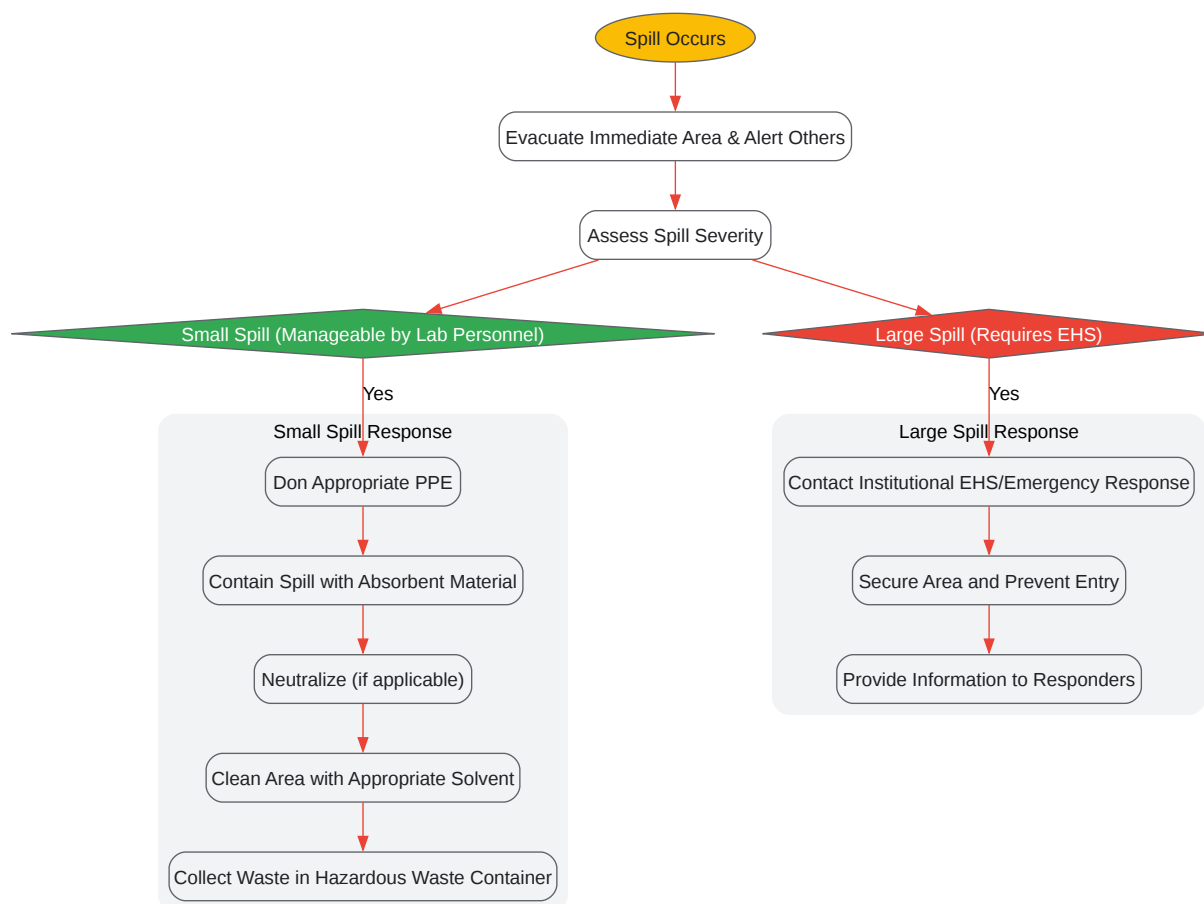 Spill Occurs
Evacuate Immediate Area & Alert Others
Assess Spill Severity
Small Spill (Manageable by Lab Personnel)
Large Spill (Requires EHS)
Yes
Yes
Small Spill Response
Large Spill Response
Don Appropriate PPE
Contact Institutional EHS/Emergency Response
Contain Spill with Absorbent Material
Secure Area and Prevent Entry
Neutralize (if applicable)
Provide Information to Responders
Clean Area with Appropriate Solvent
Collect Waste in Hazardous Waste Container